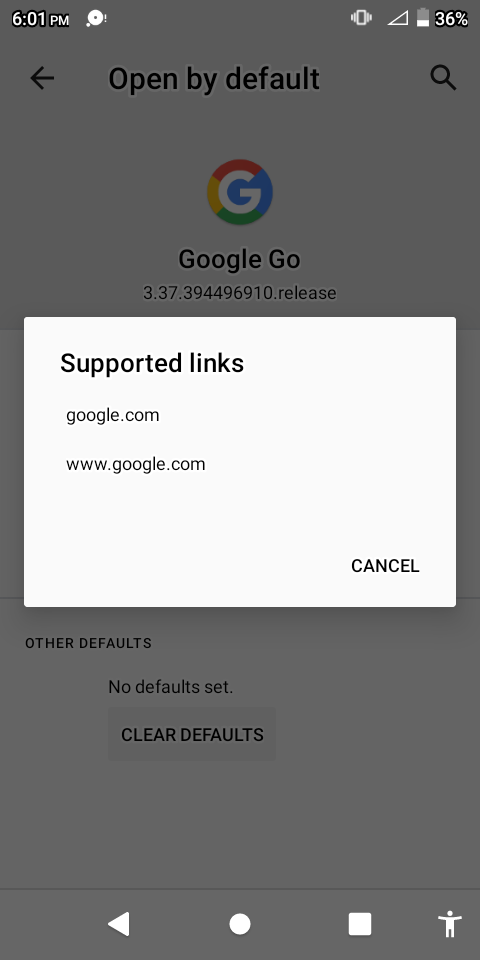 6:01 PM 36%
Open by default
Google Go
3.37.394496910.release
Supported links
google.com
www.google.com
CANCEL
OTHER DEFAULTS
No defaults set.
CLEAR DEFAULTS